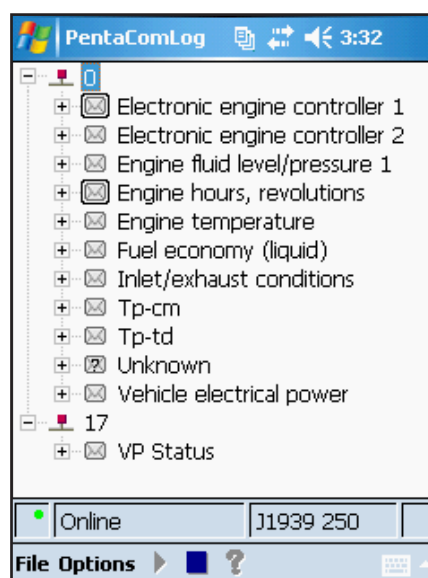 PentaComLog 3:32
0
Electronic engine controller 1
Electronic engine controller 2
Engine fluid level/pressure 1
Engine hours, revolutions
Engine temperature
Fuel economy (liquid)
Inlet/exhaust conditions
Tp-cm
Tp-td
Unknown
Vehicle electrical power
17
VP Status
Online J1939 250
File Options ?